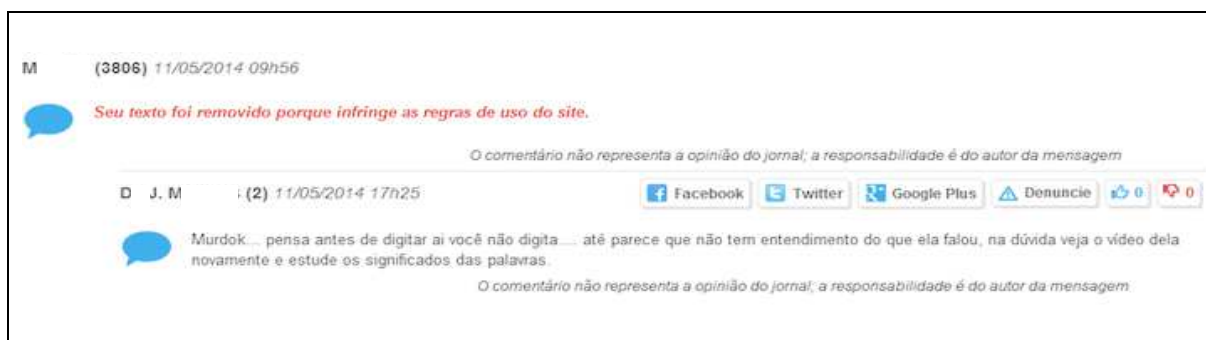 M (3806) 11/05/2014 09h56
Seu texto foi removido porque infringe as regras de uso do site.
O comentário não representa a opinião do jornal; a responsabilidade é do autor da mensagem
D J. M (2) 11/05/2014 17h25 Facebook Twitter Google Plus Denuncie 0 0
Murdok... pensa antes de digitar ai você não digita.... até parece que não tem entendimento do que ela falou, na dúvida veja o vídeo dela
novamente e estude os significados das palavras.
O comentário não representa a opinião do jornal; a responsabilidade é do autor da mensagem